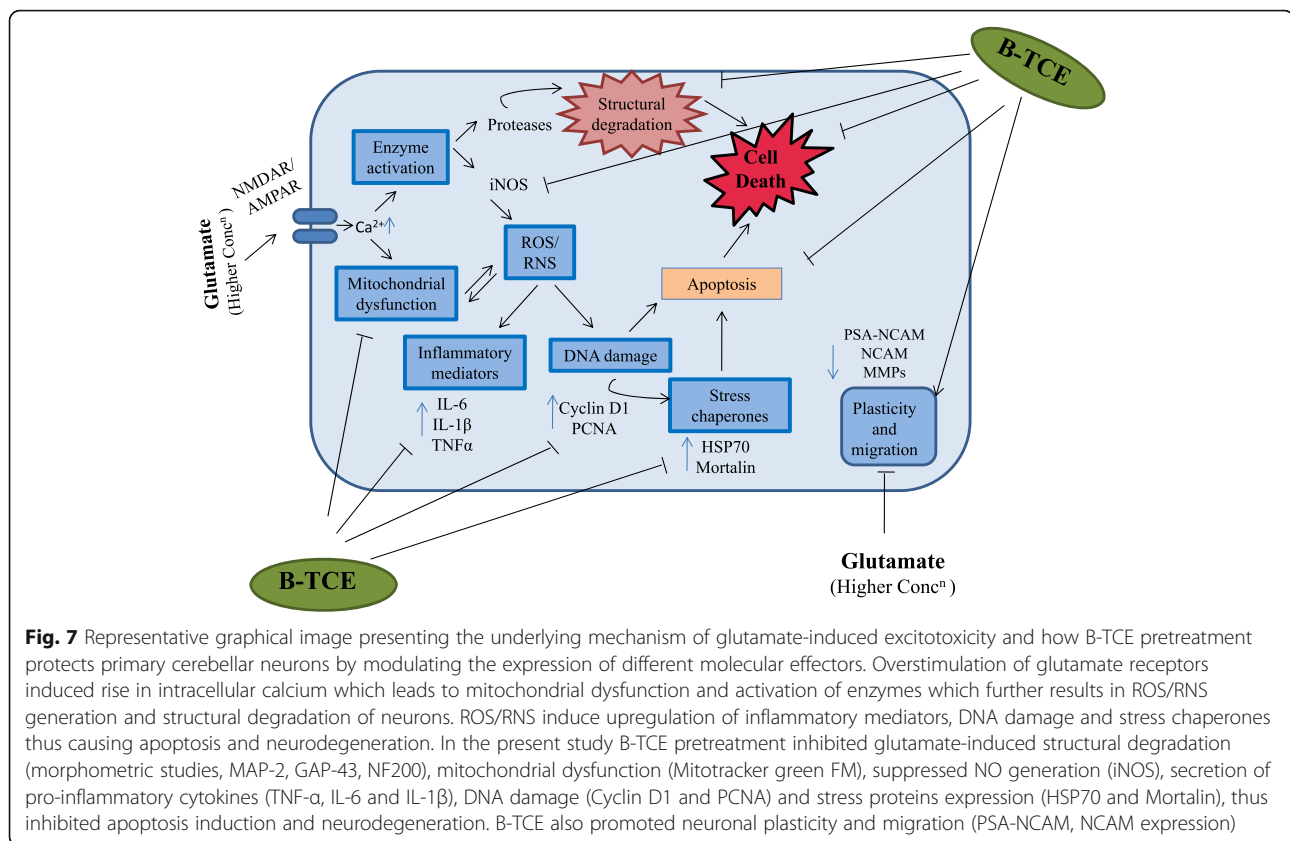 B-TCE
Structural
degradation
Proteases
Enzyme
activation
Cell
Death
iNOS
NMDAR/
AMPAR
Glutamate
(Higher Concⁿ)
Ca²⁺
ROS/
RNS
Mitochondrial
dysfunction
Apoptosis
Inflammatory
mediators
DNA damage
PSA-NCAM
NCAM
MMPs
Stress
chaperones
Plasticity
and
migration
IL-6
IL-1β
TNFα
Cyclin D1
PCNA
HSP70
Mortalin
B-TCE
Glutamate
(Higher Concⁿ)
Fig. 7 Representative graphical image presenting the underlying mechanism of glutamate-induced excitotoxicity and how B-TCE pretreatment
protects primary cerebellar neurons by modulating the expression of different molecular effectors. Overstimulation of glutamate receptors
induced rise in intracellular calcium which leads to mitochondrial dysfunction and activation of enzymes which further results in ROS/RNS
generation and structural degradation of neurons. ROS/RNS induce upregulation of inflammatory mediators, DNA damage and stress chaperones
thus causing apoptosis and neurodegeneration. In the present study B-TCE pretreatment inhibited glutamate-induced structural degradation
(morphometric studies, MAP-2, GAP-43, NF200), mitochondrial dysfunction (Mitotracker green FM), suppressed NO generation (iNOS), secretion of
pro-inflammatory cytokines (TNF-α, IL-6 and IL-1β), DNA damage (Cyclin D1 and PCNA) and stress proteins expression (HSP70 and Mortalin), thus
inhibited apoptosis induction and neurodegeneration. B-TCE also promoted neuronal plasticity and migration (PSA-NCAM, NCAM expression)